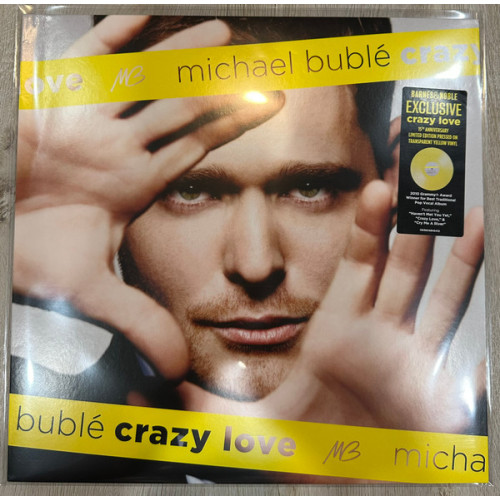 ove MB michael bublé crazy
BARNES & NOBLE
EXCLUSIVE
crazy love
15TH ANNIVERSARY
LIMITED EDITION PRESSED ON
TRANSPARENT YELLOW VINYL
2010 Grammy® Award
Winner for Best Traditional
Pop Vocal Album
Featuring
"Haven't Met You Yet,"
"Crazy Love," &
"Cry Me A River"
bublé crazy love MB micha